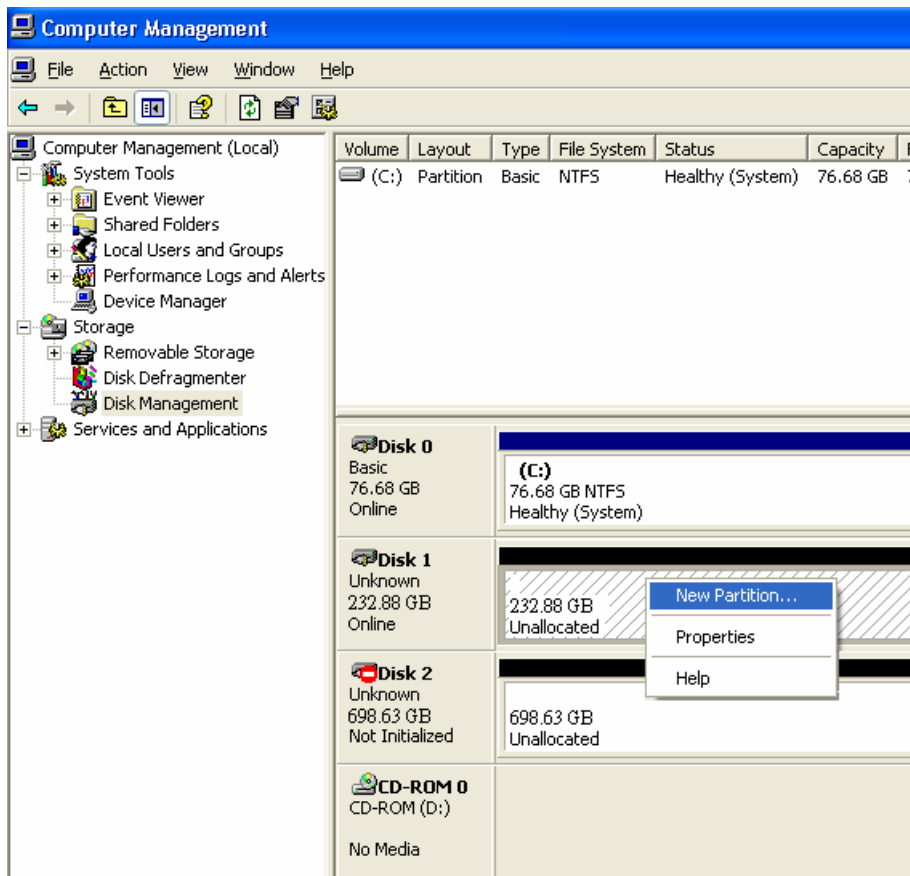 Computer Management
File Action View Window Help
Computer Management (Local)
System Tools
Event Viewer
Shared Folders
Local Users and Groups
Performance Logs and Alerts
Device Manager
Storage
Removable Storage
Disk Defragmenter
Disk Management
Services and Applications
Volume Layout Type File System Status Capacity
(C:) Partition Basic NTFS Healthy (System) 76.68 GB
Disk 0
Basic
76.68 GB
Online
(C:)
76.68 GB NTFS
Healthy (System)
Disk 1
Unknown
232.88 GB
Online
232.88 GB
Unallocated
New Partition...
Properties
Help
Disk 2
Unknown
698.63 GB
Not Initialized
698.63 GB
Unallocated
CD-ROM 0
CD-ROM (D:)
No Media